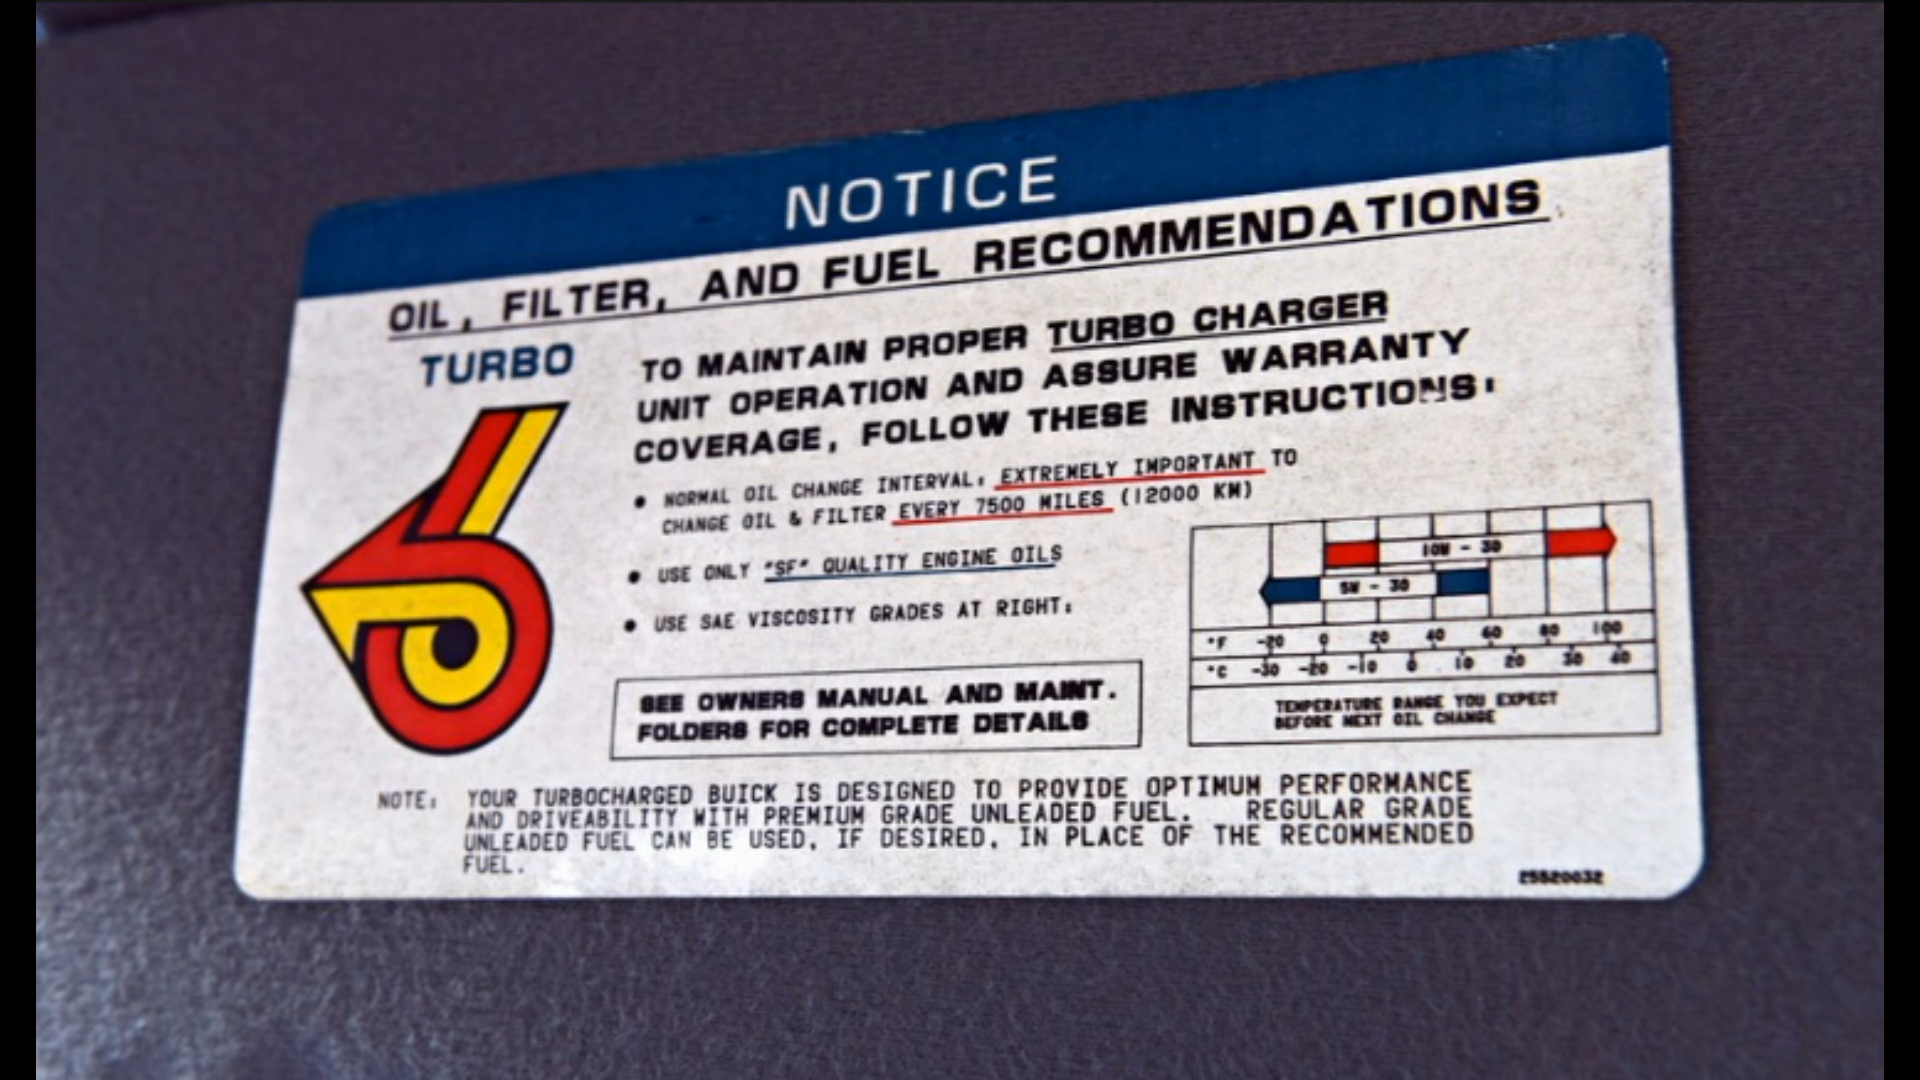 NOTICE
OIL, FILTER, AND FUEL RECOMMENDATIONS
TURBO
6
TO MAINTAIN PROPER TURBO CHARGER
UNIT OPERATION AND ASSURE WARRANTY
COVERAGE, FOLLOW THESE INSTRUCTIONS:
• NORMAL OIL CHANGE INTERVAL: EXTREMELY IMPORTANT TO
CHANGE OIL & FILTER EVERY 7500 MILES (12000 KM)
• USE ONLY "SF" QUALITY ENGINE OILS
• USE SAE VISCOSITY GRADES AT RIGHT:
10W - 30
5W - 30
°F -20 0 20 40 60 80 100
°C -30 -20 -10 0 10 20 30 40
TEMPERATURE RANGE YOU EXPECT
BEFORE NEXT OIL CHANGE
SEE OWNERS MANUAL AND MAINT.
FOLDERS FOR COMPLETE DETAILS
NOTE: YOUR TURBOCHARGED BUICK IS DESIGNED TO PROVIDE OPTIMUM PERFORMANCE
AND DRIVEABILITY WITH PREMIUM GRADE UNLEADED FUEL. REGULAR GRADE
UNLEADED FUEL CAN BE USED, IF DESIRED, IN PLACE OF THE RECOMMENDED
FUEL.
25520032